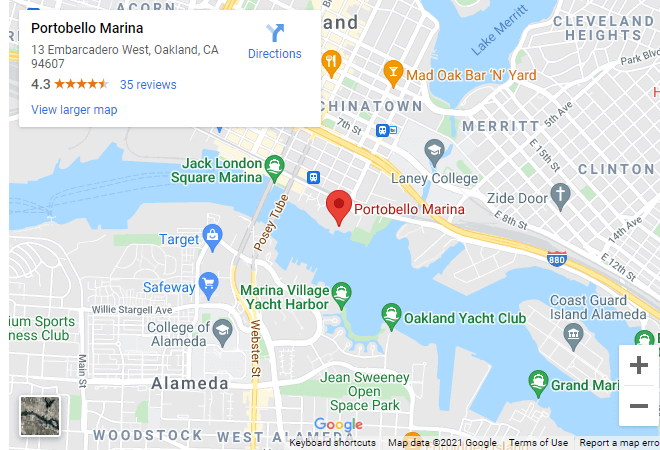 ACORN
Portobello Marina
13 Embarcadero West, Oakland, CA
94607
4.3
35 reviews
View larger map
Directions
and
Lake Merritt
CLEVELAND
HEIGHTS
Park Blv
Mad Oak Bar 'N' Yard
CHINATOWN
7th St
MERRITT
5th Ave
E 15th St
H
CLINTON
Laney College
Jack London
Square Marina
Zide Door
Portobello Marina
E 8th St
14th Ave
E 12th St
880
Posey Tube
Target
Safeway
Marina Village
Yacht Harbor
Willie Stargell Ave
ium Sports
ness Club
College of
Alameda
Oakland Yacht Club
Coast Guard
Island Alameda
Webster St
Main St
Alameda
Jean Sweeney
Open
Space Park
Grand Mari
WOODSTOCK
WEST ALAMEDA
Google
Keyboard shortcuts
Map data ©2021 Google
Terms of Use
Report a map erro